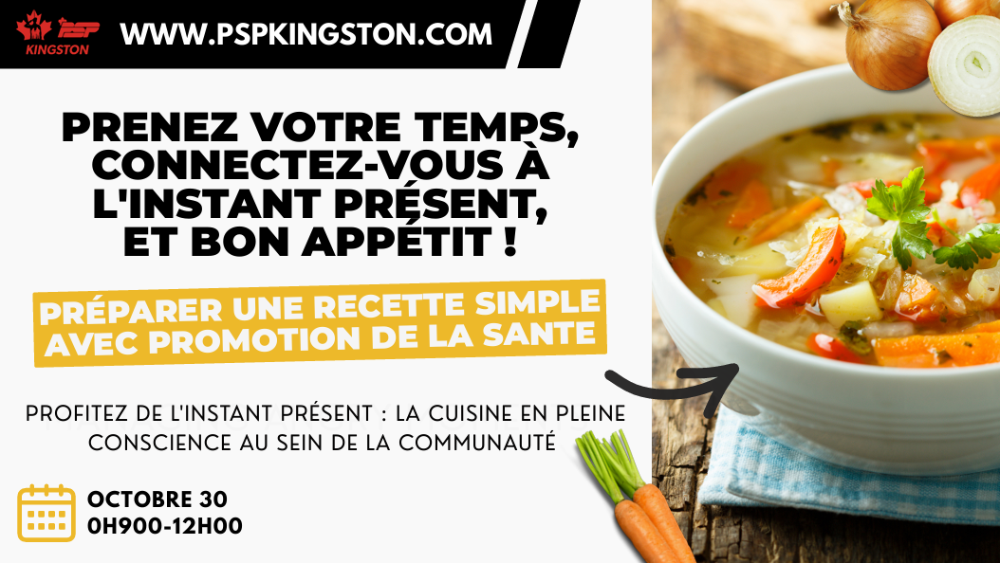 KINGSTON
PSP
WWW.PSPKINGSTON.COM
PRENEZ VOTRE TEMPS,
CONNECTEZ-VOUS À
L'INSTANT PRÉSENT,
ET BON APPÉTIT !
PRÉPARER UNE RECETTE SIMPLE
AVEC PROMOTION DE LA SANTE
PROFITEZ DE L'INSTANT PRÉSENT : LA CUISINE EN PLEINE
CONSCIENCE AU SEIN DE LA COMMUNAUTÉ
OCTOBRE 30
0H900-12H00